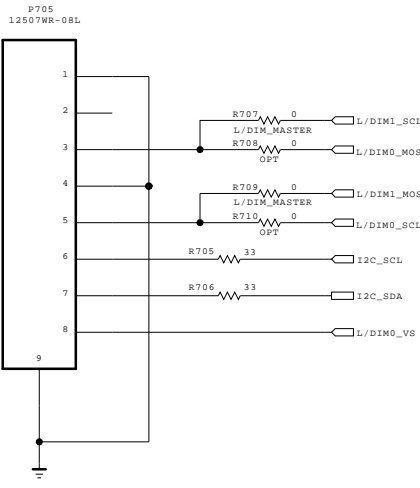 P705
12507WR-08L
1
2
R707 0
L/DIM1_SCL
L/DIM_MASTER
3
R708 0
L/DIM0_MOS
OPT
4
R709 0
L/DIM1_MOS
L/DIM_MASTER
5
R710 0
L/DIM0_SCL
OPT
6
R705 33
I2C_SCL
7
R706 33
I2C_SDA
8
L/DIM0_VS
9